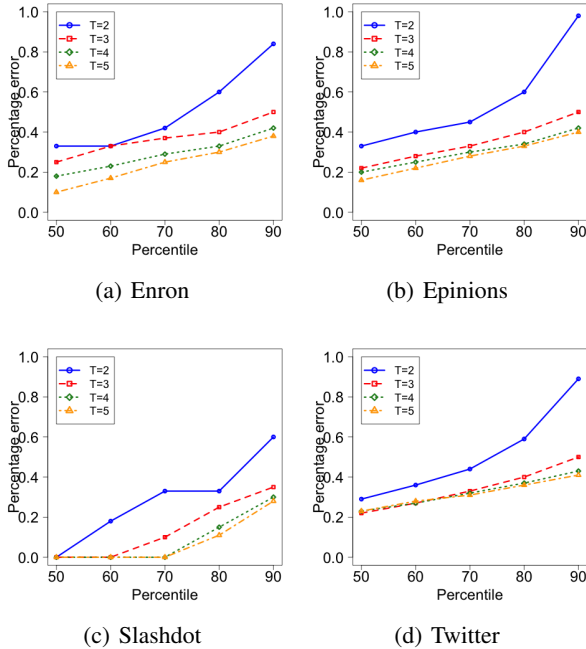 1.0
0.8
0.6
0.4
0.2
0.0
Percentage error
T=2
T=3
T=4
T=5
50 60 70 80 90
Percentile
(a) Enron
1.0
0.8
0.6
0.4
0.2
0.0
Percentage error
T=2
T=3
T=4
T=5
50 60 70 80 90
Percentile
(b) Epinions
1.0
0.8
0.6
0.4
0.2
0.0
Percentage error
T=2
T=3
T=4
T=5
50 60 70 80 90
Percentile
(c) Slashdot
1.0
0.8
0.6
0.4
0.2
0.0
Percentage error
T=2
T=3
T=4
T=5
50 60 70 80 90
Percentile
(d) Twitter